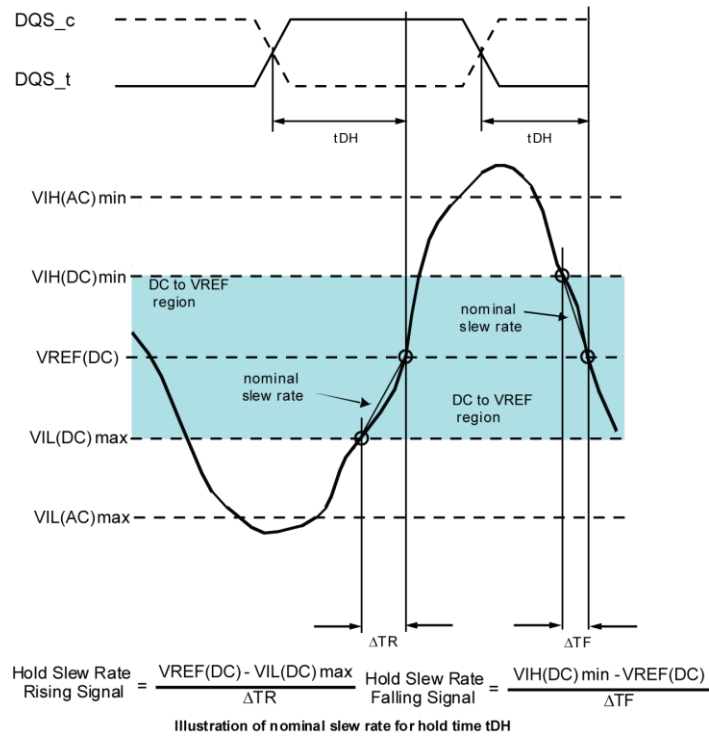 DQS_c
DQS_t
tDH
tDH
VIH(AC)min
VIH(DC)min
DC to VREF
region
nominal
slew rate
VREF(DC)
nominal
slew rate
DC to VREF
region
VIL(DC)max
VIL(AC)max
ΔTR
ΔTF
Hold Slew Rate
Rising Signal
=
VREF(DC) - VIL(DC)max
ΔTR
Hold Slew Rate
Falling Signal
=
VIH(DC)min - VREF(DC)
ΔTF
Illustration of nominal slew rate for hold time tDH